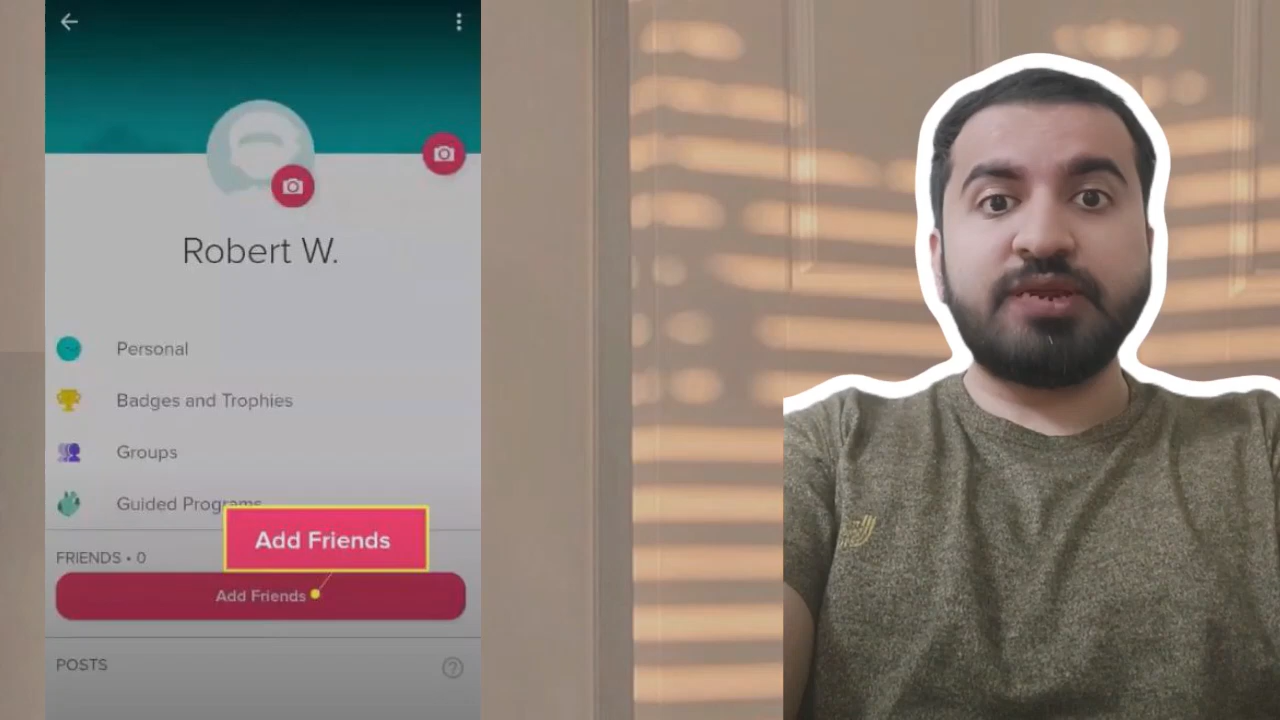 Robert W.
Personal
Badges and Trophies
Groups
Guided Programs
Add Friends
FRIENDS • 0
Add Friends
POSTS